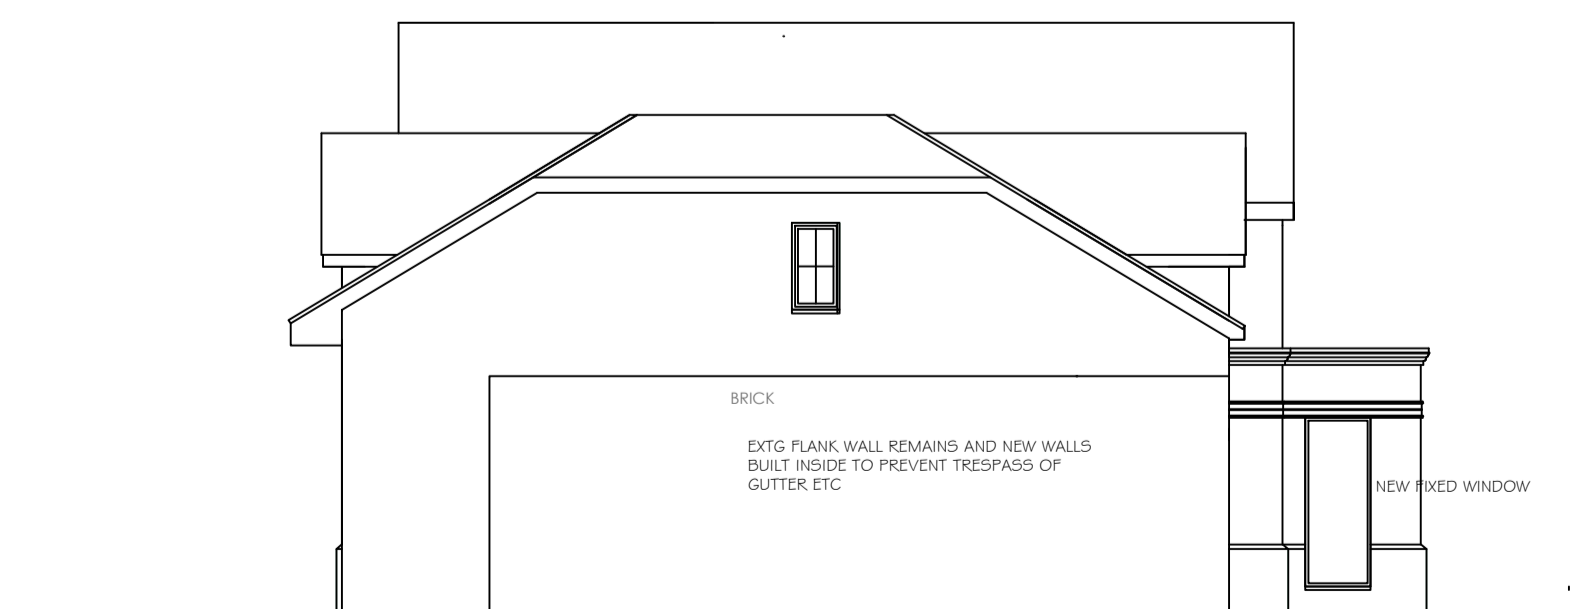 BRICK
EXTG FLANK WALL REMAINS AND NEW WALLS
BUILT INSIDE TO PREVENT TRESPASS OF
GUTTER ETC
NEW FIXED WINDOW